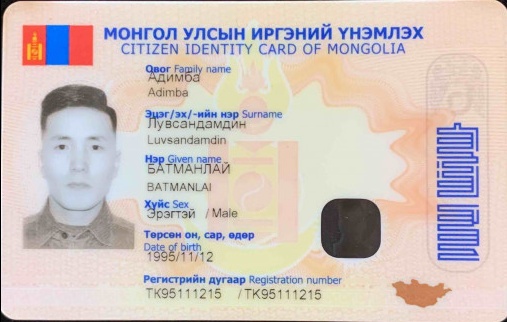 МОНГОЛ УЛСЫН ИРГЭНИЙ ҮНЭМЛЭХ
CITIZEN IDENTITY CARD OF MONGOLIA
Овог Family name
Адимба
Adimba
Эцэг/эх/-ийн нэр Surname
Лувсандамдин
Luvsandamdin
Нэр Given name
БАТМАНЛАЙ
BATMANLAI
Хүйс Sex
Эрэгтэй / Male
Төрсөн он, сар, өдөр
Date of birth
1995/11/12
Регистрийн дугаар Registration number
ТК95111215 /TK95111215